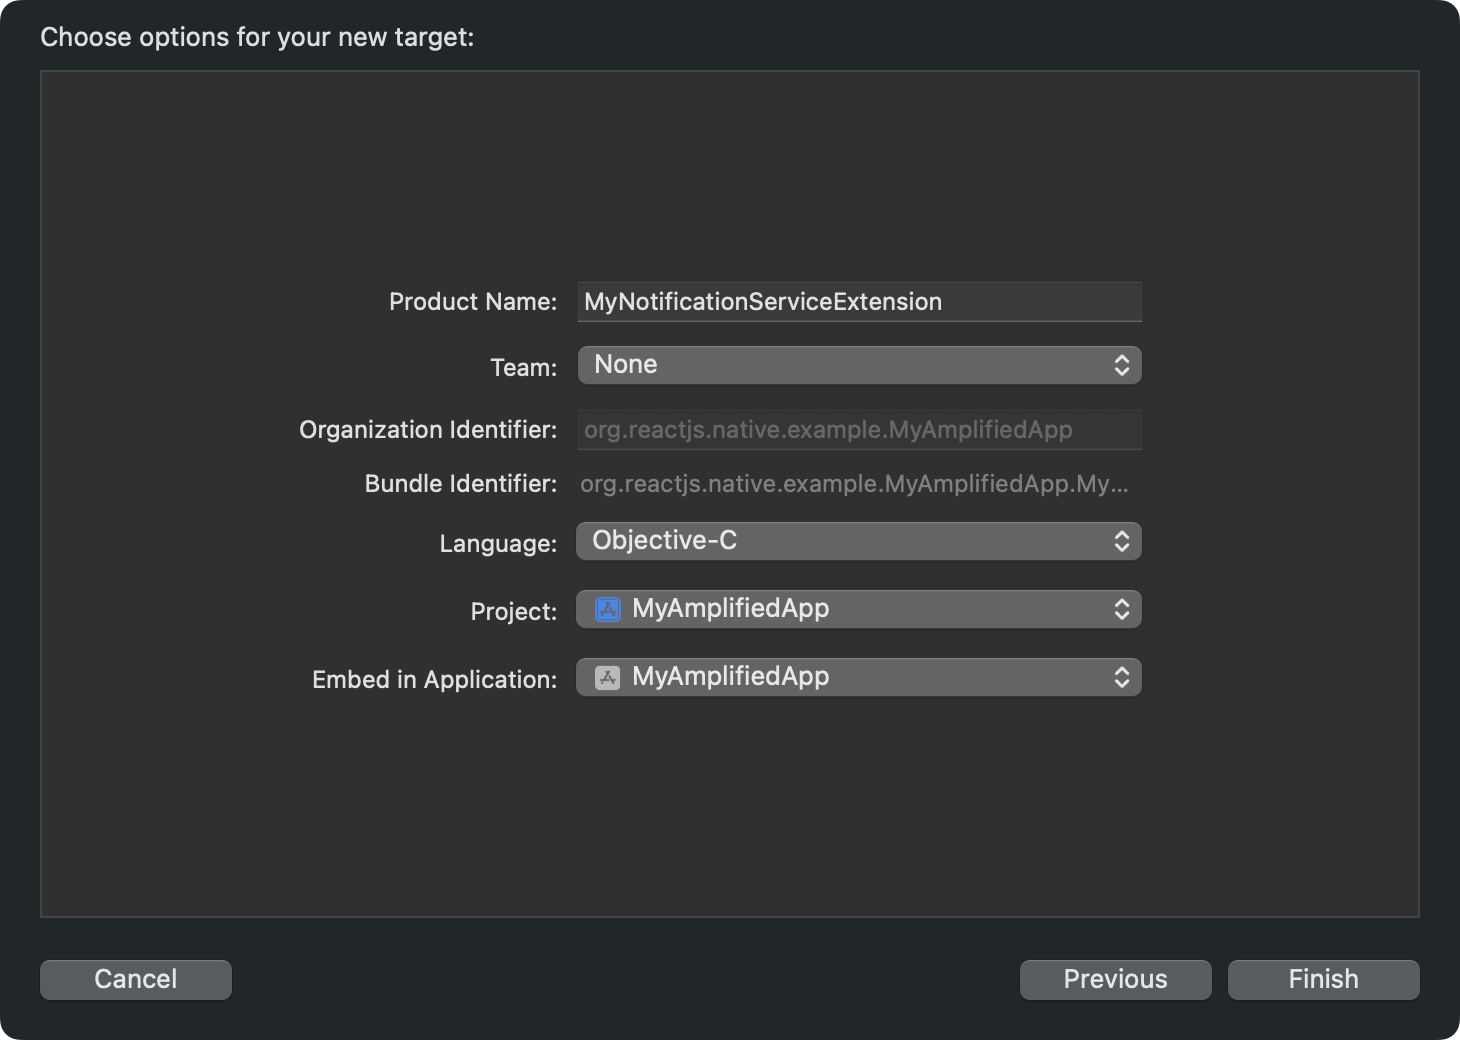 Choose options for your new target:
Product Name: MyNotificationServiceExtension
Team: None
Organization Identifier: org.reactjs.native.example.MyAmplifiedApp
Bundle Identifier: org.reactjs.native.example.MyAmplifiedApp.My...
Language: Objective-C
Project: MyAmplifiedApp
Embed in Application: MyAmplifiedApp
Cancel Previous Finish